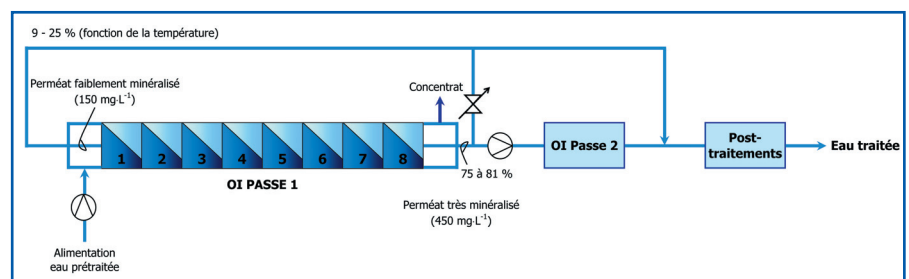 9 - 25 % (fonction de la température)
Perméat faiblement minéralisé
(150 mg·L⁻¹)
Concentrat
1 2 3 4 5 6 7 8
OI PASSE 1
75 à 81 %
OI Passe 2
Post-
traitements
Eau traitée
Perméat très minéralisé
(450 mg·L⁻¹)
Alimentation
eau prétraitée